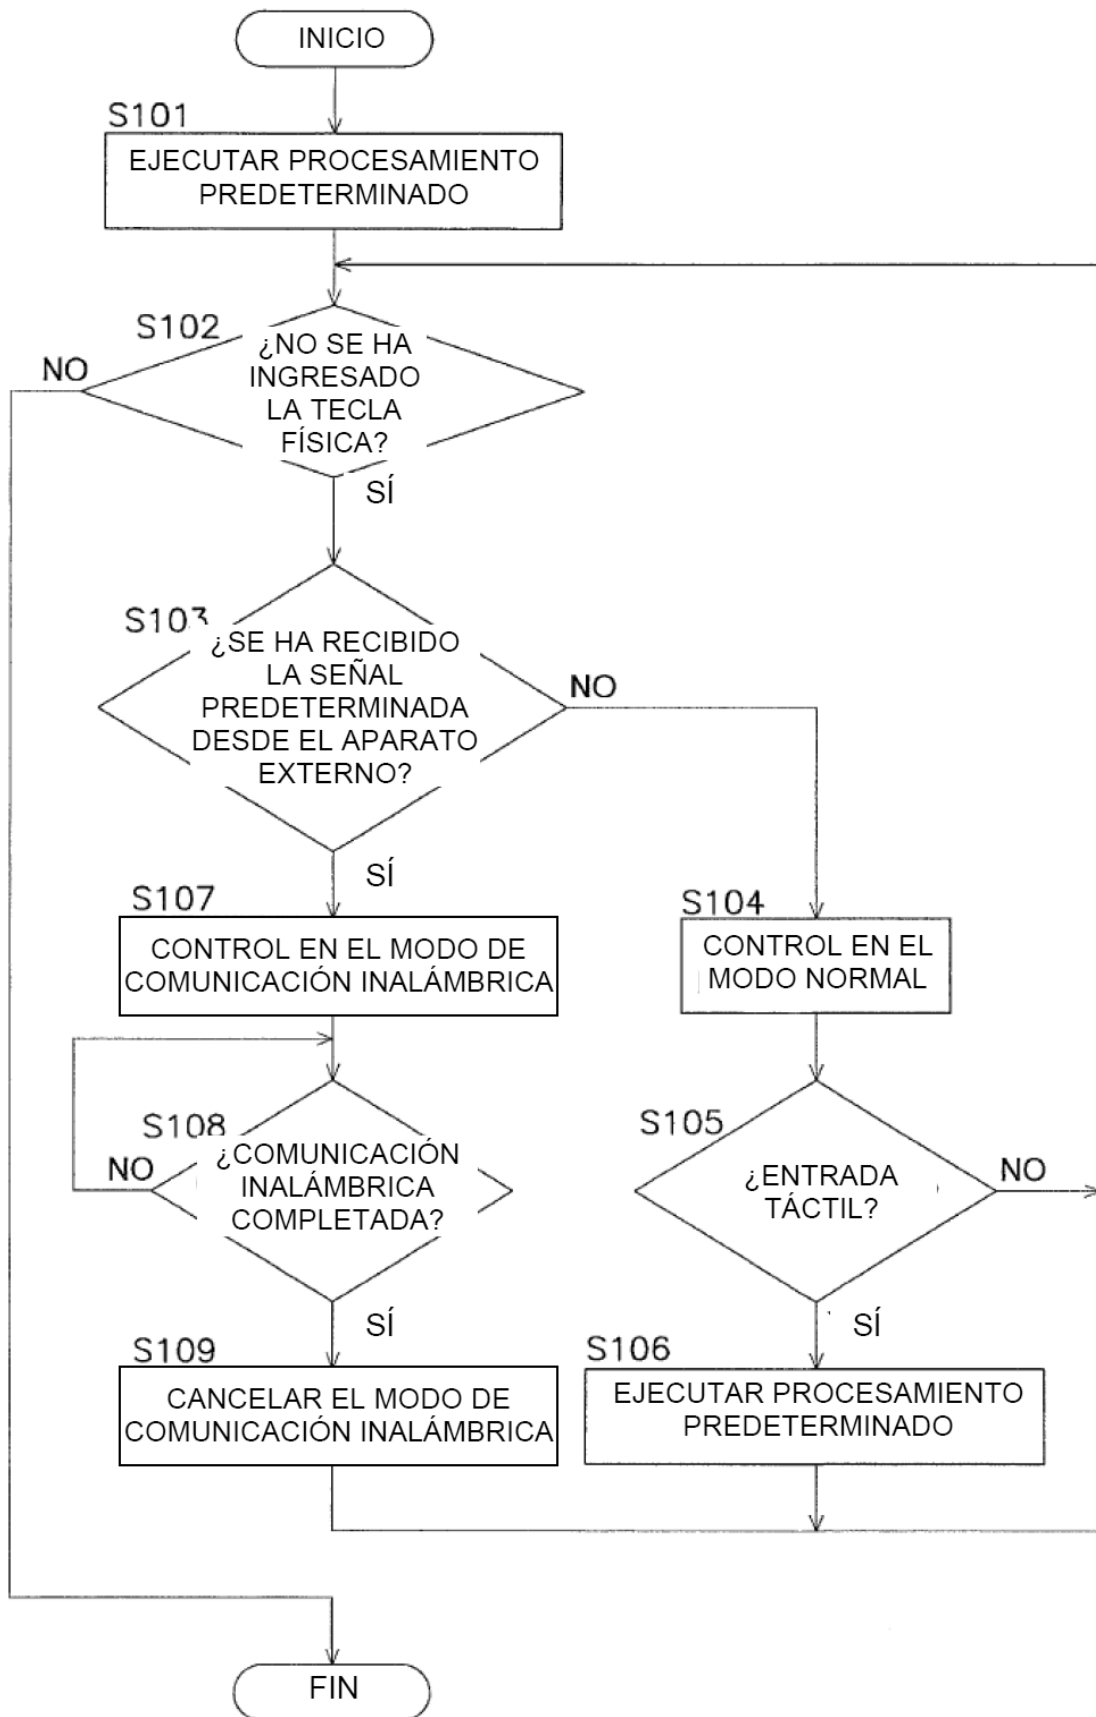 INICIO
S101
EJECUTAR PROCESAMIENTO
PREDETERMINADO
S102
NO
¿NO SE HA
INGRESADO
LA TECLA
FÍSICA?
SÍ
S103
¿SE HA RECIBIDO
LA SEÑAL
PREDETERMINADA
DESDE EL APARATO
EXTERNO?
NO
SÍ
S107
CONTROL EN EL MODO DE
COMUNICACIÓN INALÁMBRICA
S104
CONTROL EN EL
MODO NORMAL
S108
NO
¿COMUNICACIÓN
INALÁMBRICA
COMPLETADA?
SÍ
S105
¿ENTRADA
TÁCTIL?
NO
SÍ
S109
CANCELAR EL MODO DE
COMUNICACIÓN INALÁMBRICA
S106
EJECUTAR PROCESAMIENTO
PREDETERMINADO
FIN